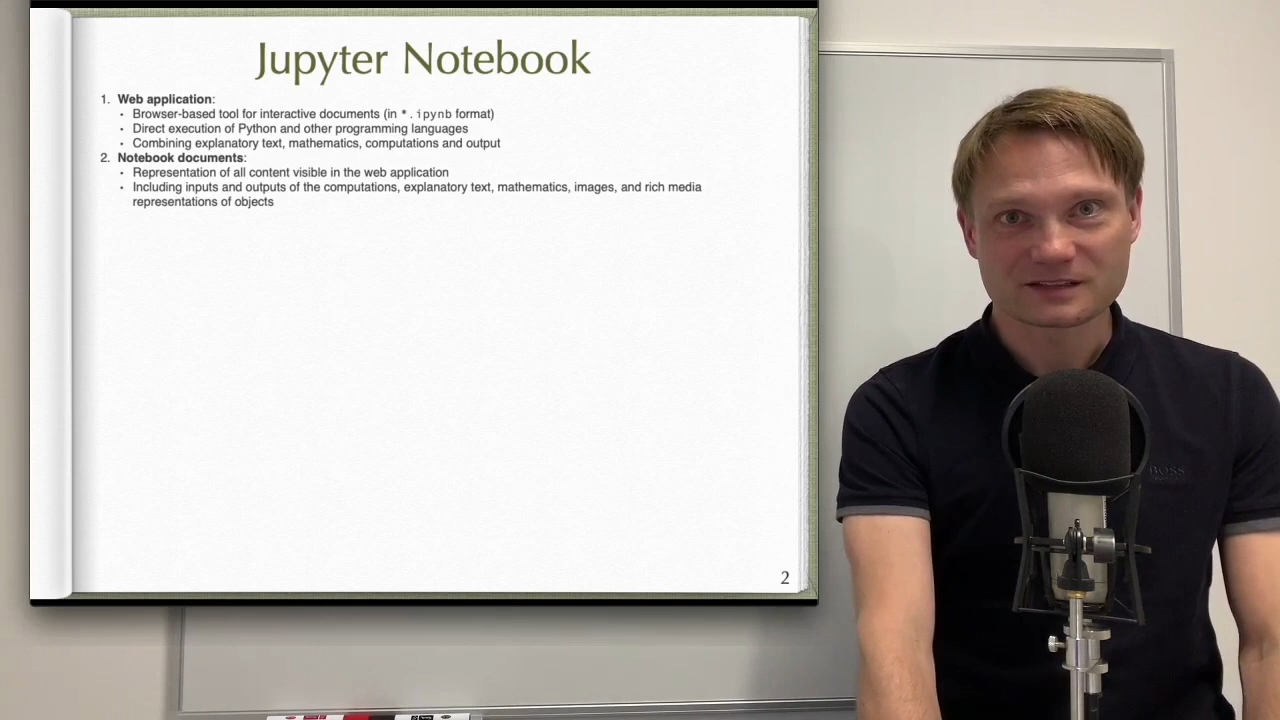 Jupyter Notebook
1. Web application:
• Browser-based tool for interactive documents (in *.ipynb format)
• Direct execution of Python and other programming languages
• Combining explanatory text, mathematics, computations and output
2. Notebook documents:
• Representation of all content visible in the web application
• Including inputs and outputs of the computations, explanatory text, mathematics, images, and rich media
representations of objects
2
BOSS